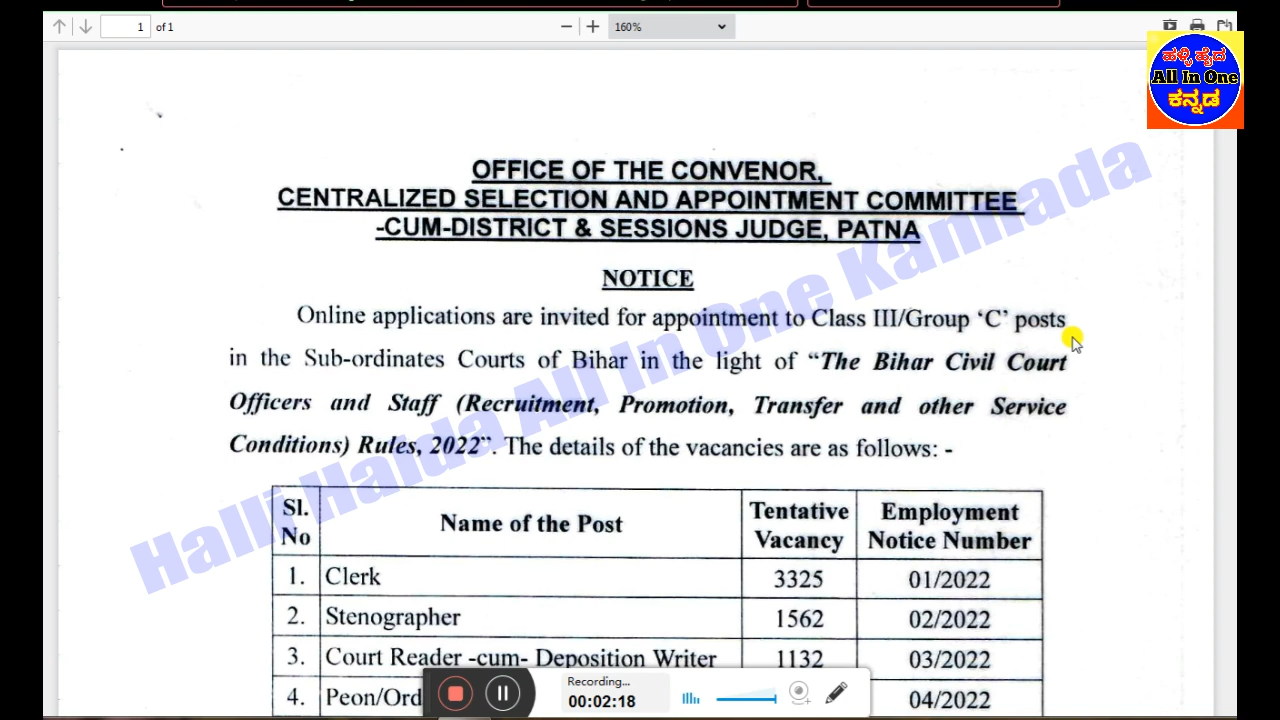 1 of 1
160%
ಹಳ್ಳಿ ಹೈದ
All In One
ಕನ್ನಡ
OFFICE OF THE CONVENOR,
CENTRALIZED SELECTION AND APPOINTMENT COMMITTEE
-CUM-DISTRICT & SESSIONS JUDGE, PATNA
NOTICE
Online applications are invited for appointment to Class III/Group ‘C’ posts
in the Sub-ordinates Courts of Bihar in the light of “The Bihar Civil Court
Officers and Staff (Recruitment, Promotion, Transfer and other Service
Conditions) Rules, 2022”. The details of the vacancies are as follows: -
Halli Haida All In One Kannada
Sl. No Name of the Post Tentative Vacancy Employment Notice Number
1. Clerk 3325 01/2022
2. Stenographer 1562 02/2022
3. Court Reader -cum- Deposition Writer 1132 03/2022
4. Peon/Ord 04/2022
Recording...
00:02:18